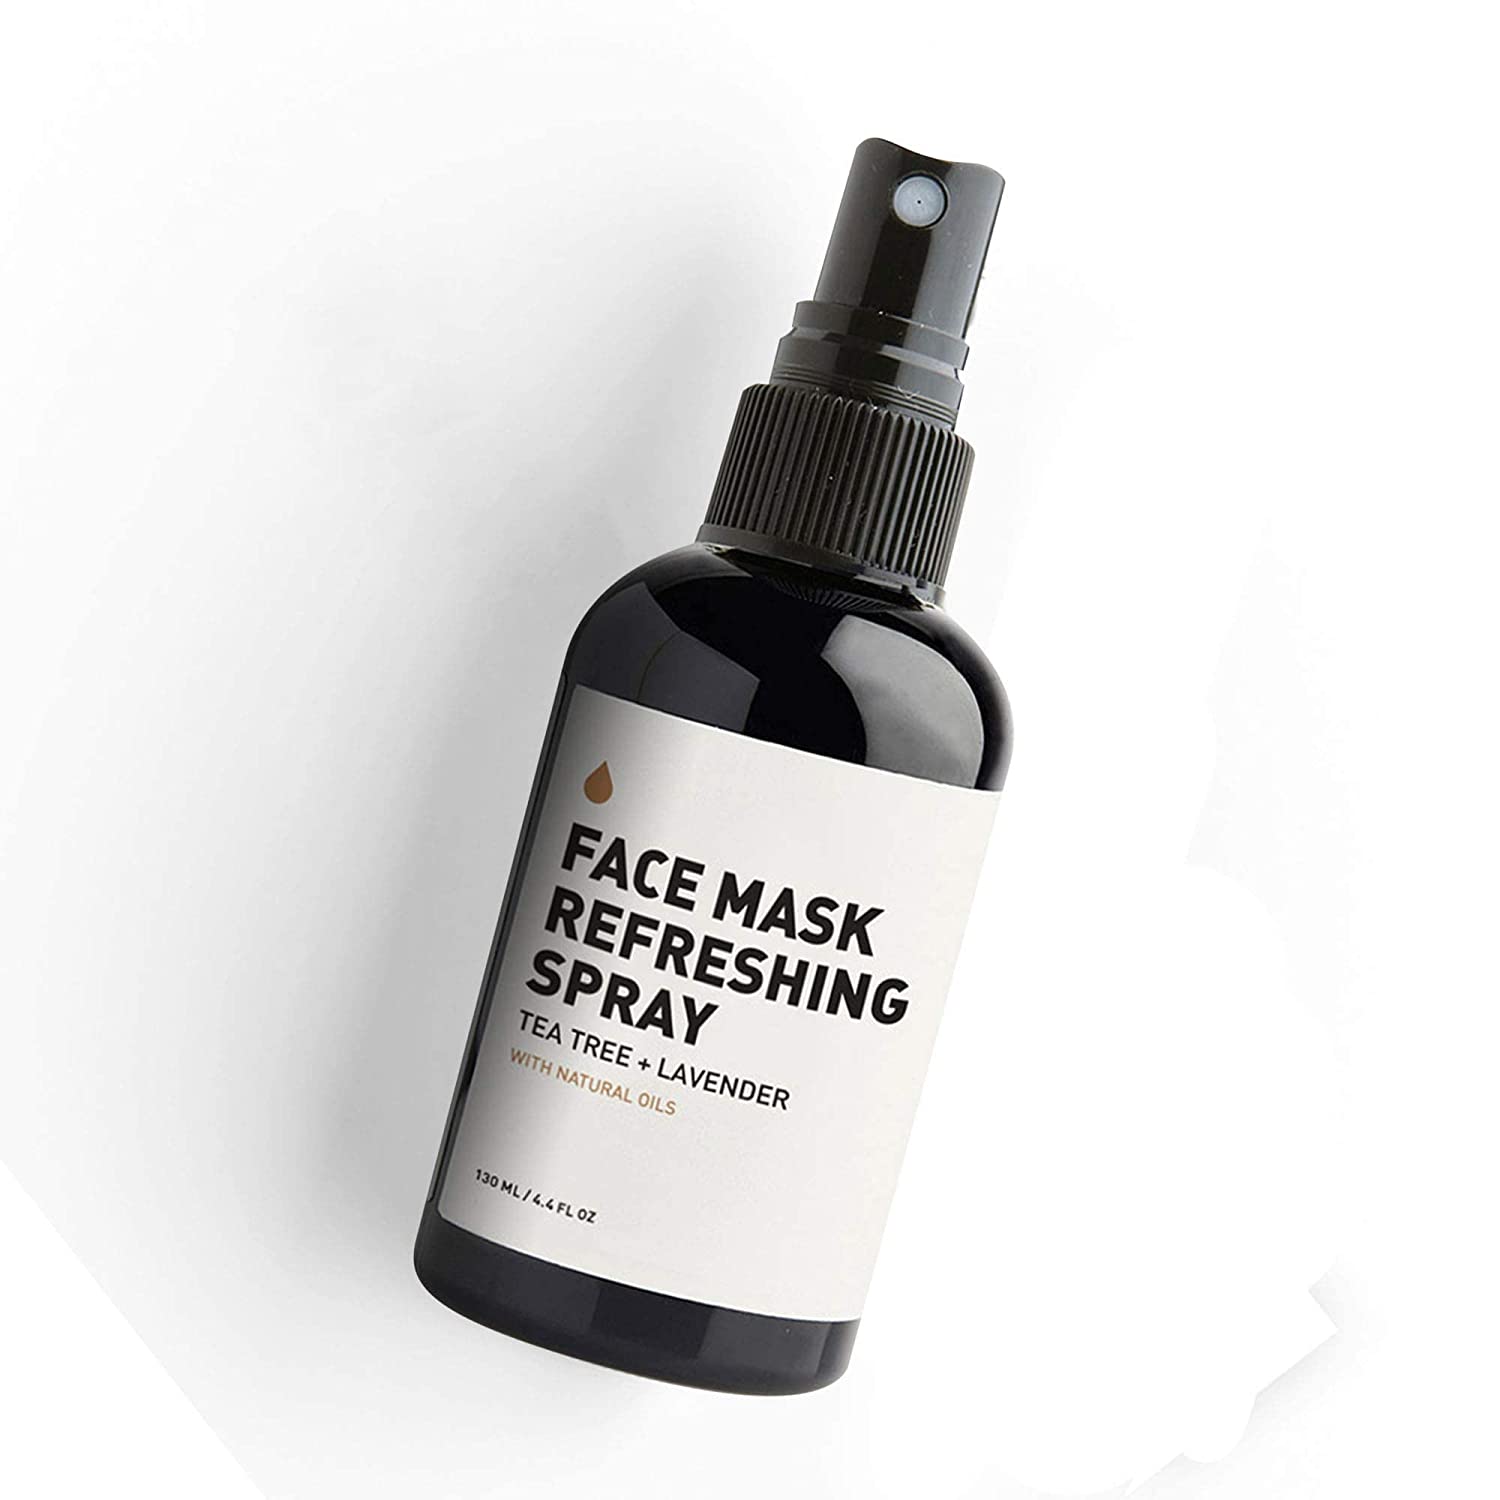 FACE MASK
REFRESHING
SPRAY
TEA TREE + LAVENDER
WITH NATURAL OILS
130 ML / 4.4 FL OZ